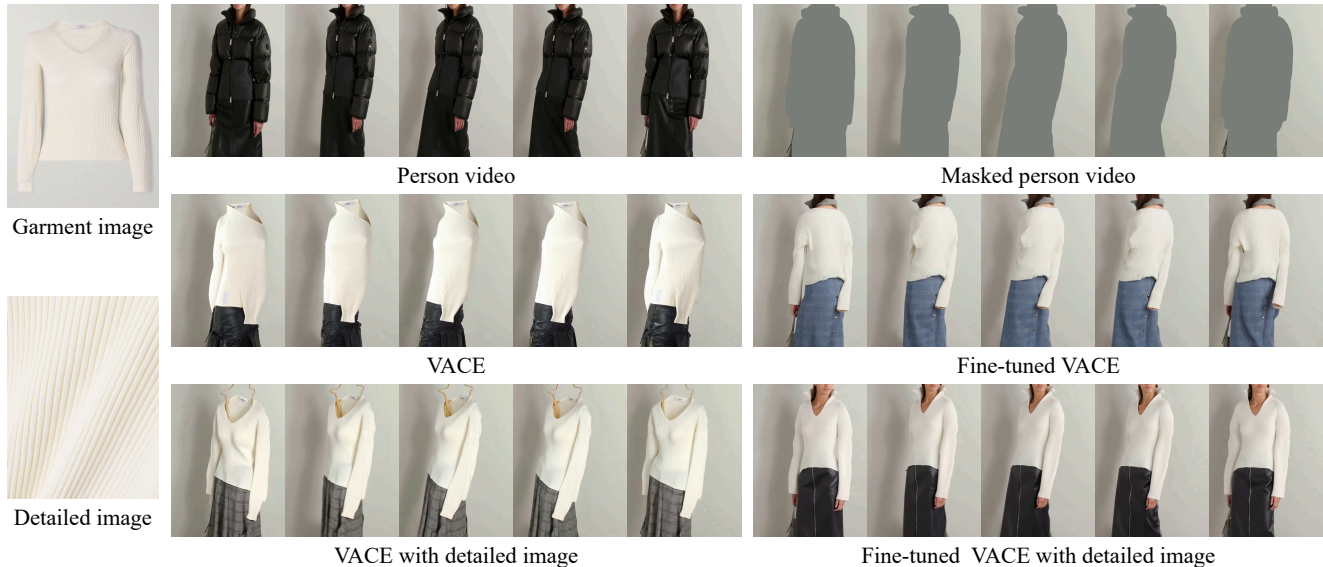 Person video
Masked person video
Garment image
VACE
Fine-tuned VACE
Detailed image
VACE with detailed image
Fine-tuned VACE with detailed image